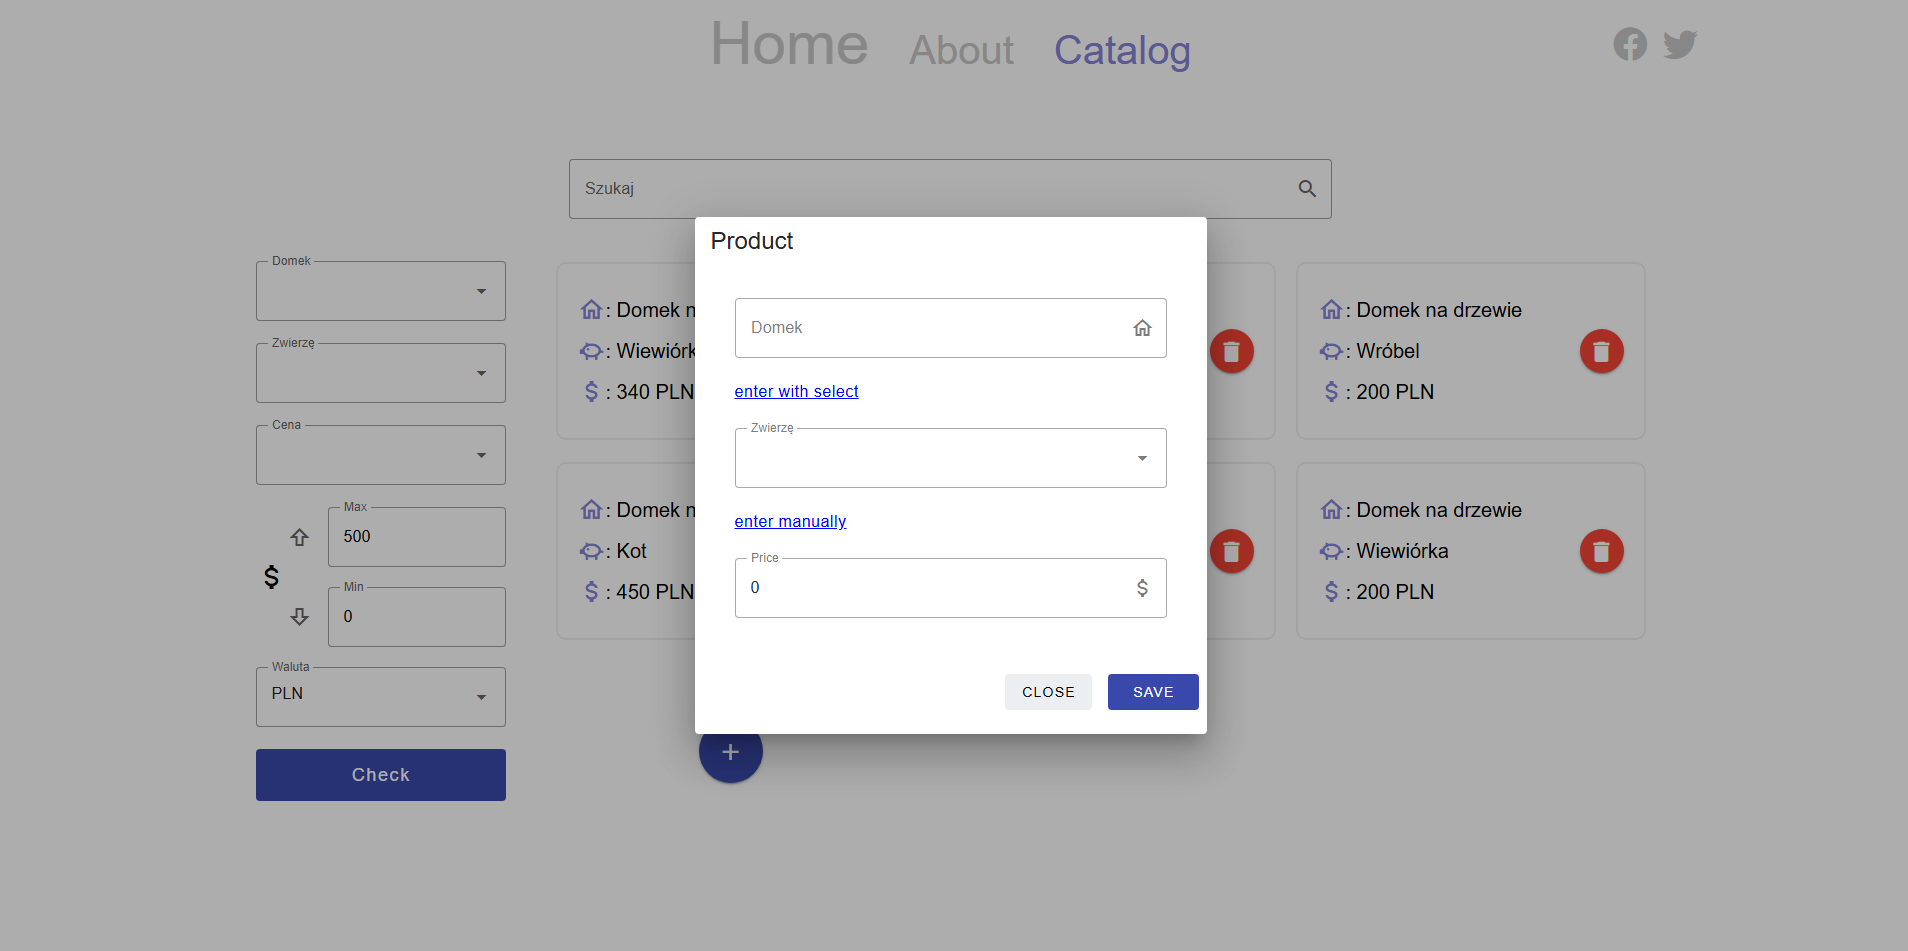 Home About Catalog
Szukaj
Domek
Zwierzę
Cena
Max
500
$
Min
0
Waluta
PLN
Check
: Domek n
: Wiewiórk
$ : 340 PLN
: Domek na drzewie
: Wróbel
$ : 200 PLN
: Domek n
: Kot
$ : 450 PLN
: Domek na drzewie
: Wiewiórka
$ : 200 PLN
+
Product
Domek
enter with select
Zwierzę
enter manually
Price
0 $
CLOSE SAVE